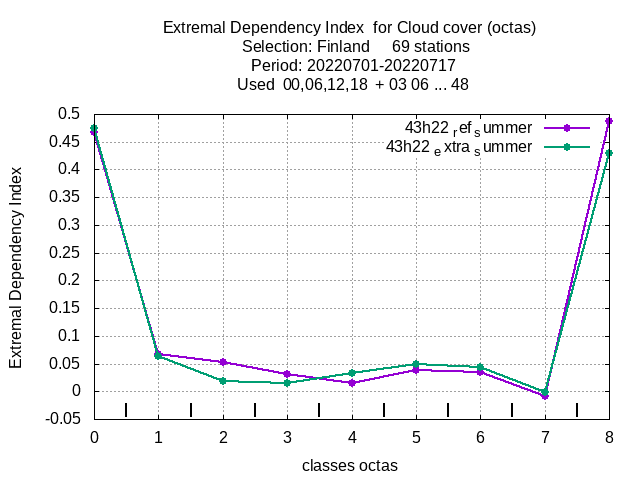 Extremal Dependency Index  for Cloud cover (octas)
Selection: Finland     69 stations
Period: 20220701-20220717
Used  00,06,12,18  + 03 06 ... 48
43h22 ref summer
43h22 extra summer
Extremal Dependency Index
0.5
0.45
0.4
0.35
0.3
0.25
0.2
0.15
0.1
0.05
0
-0.05
0 1 2 3 4 5 6 7 8
classes octas